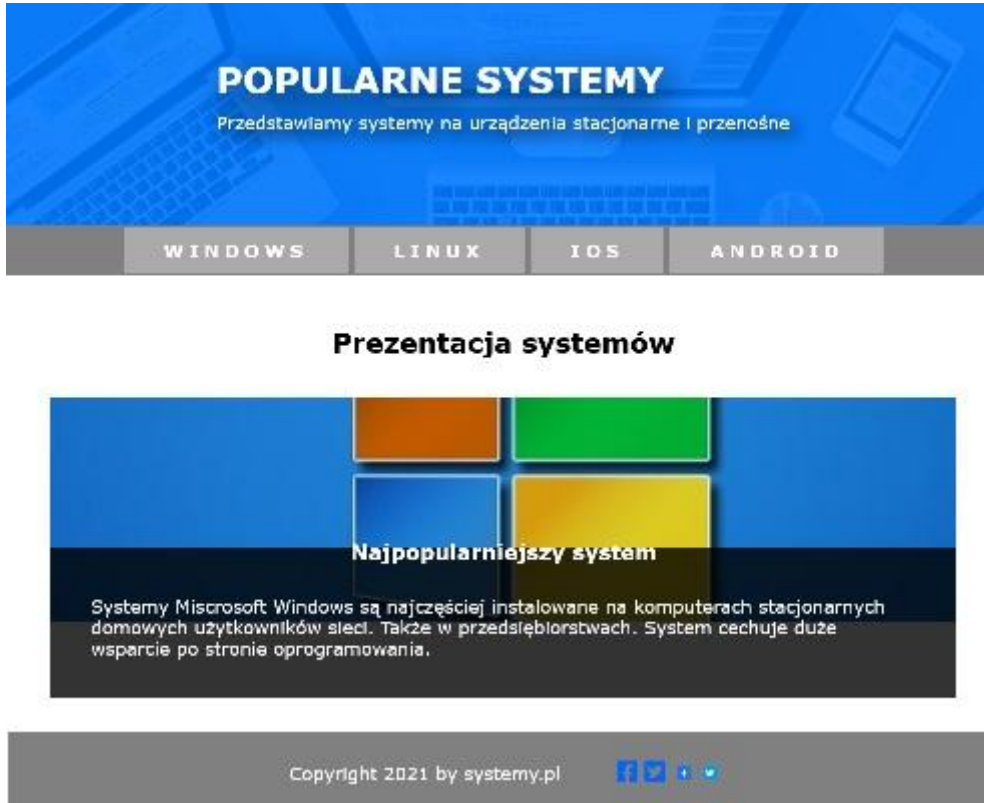 POPULARNE SYSTEMY
Przedstawiamy systemy na urządzenia stacjonarne i przenośne
WINDOWS LINUX IOS ANDROID
Prezentacja systemów
Najpopularniejszy system
Systemy Miscrosoft Windows są najczęściej instalowane na komputerach stacjonarnych
domowych użytkowników sieci. Także w przedsiębiorstwach. System cechuje duże
wsparcie po stronie oprogramowania.
Copyright 2021 by systemy.pl